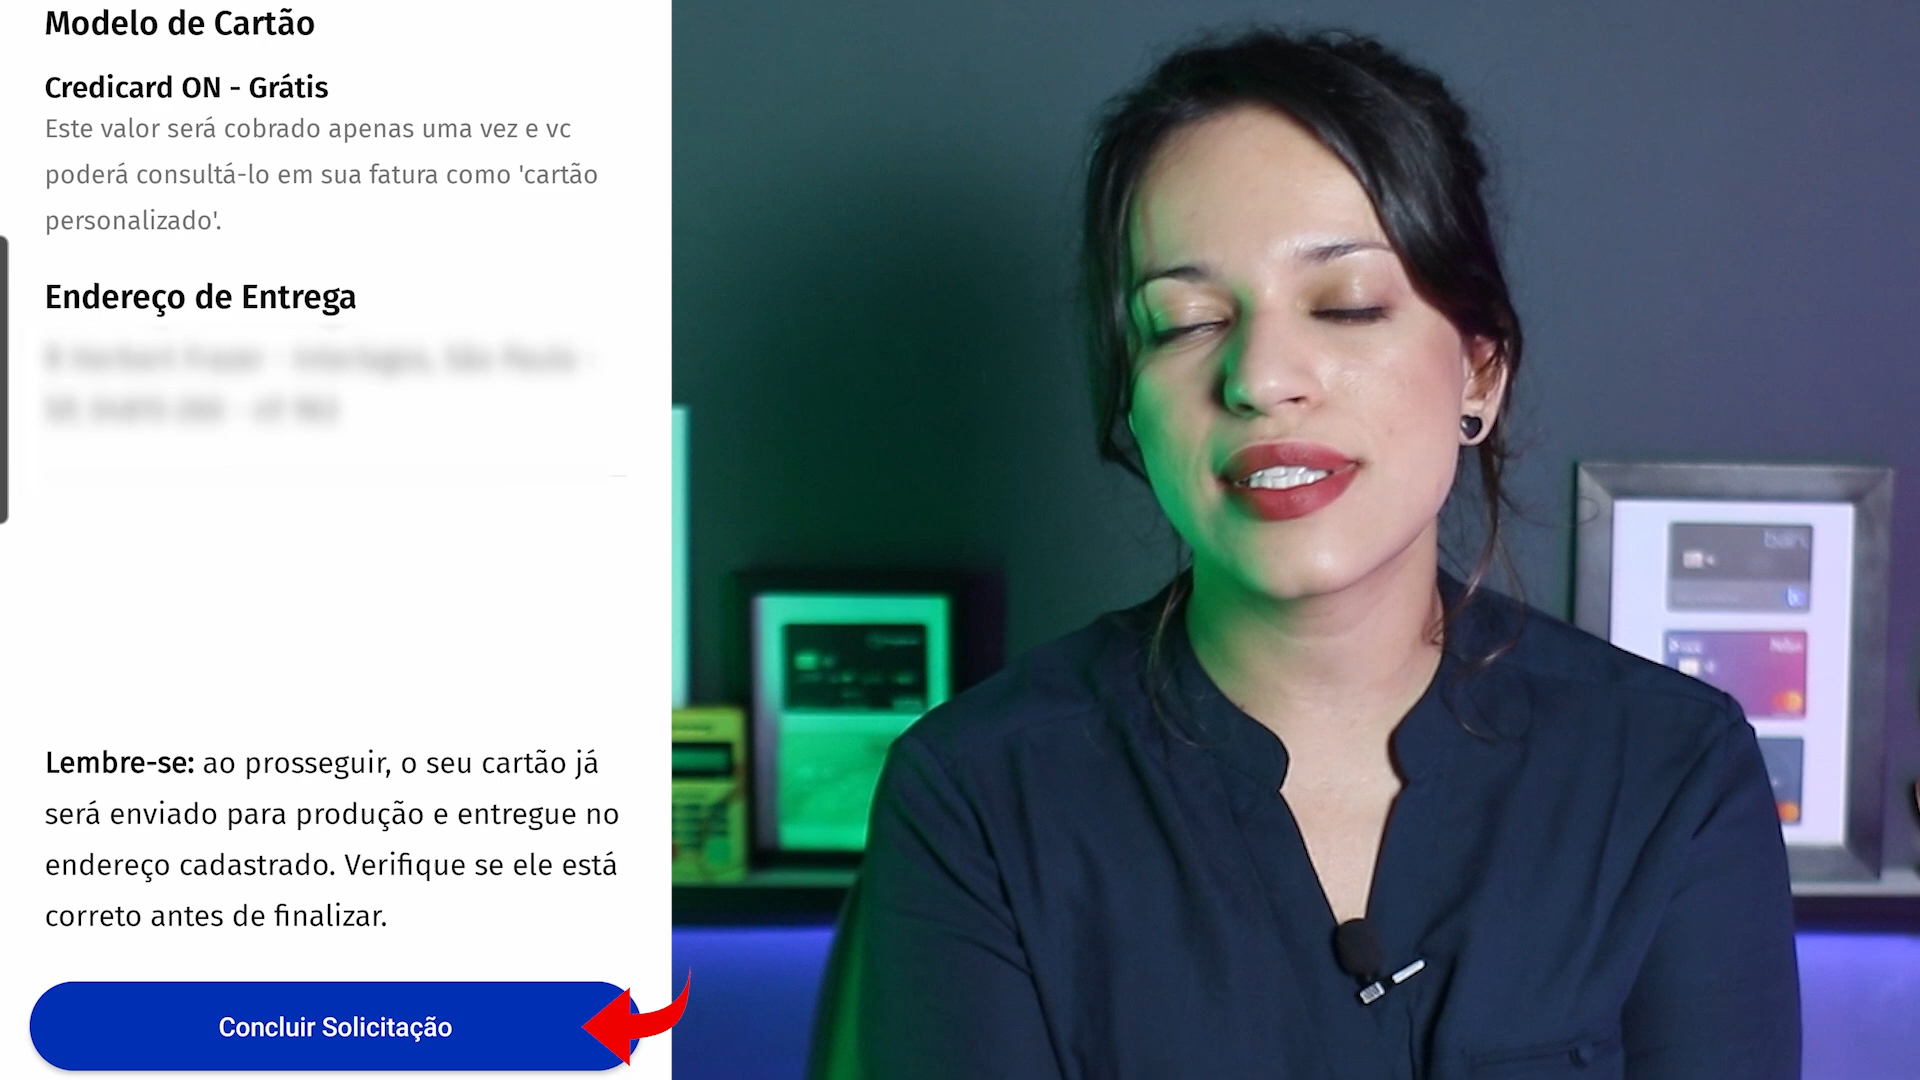 Modelo de Cartão
Credicard ON - Grátis
Este valor será cobrado apenas uma vez e vc
poderá consultá-lo em sua fatura como 'cartão
personalizado'.
Endereço de Entrega
Lembre-se: ao prosseguir, o seu cartão já
será enviado para produção e entregue no
endereço cadastrado. Verifique se ele está
correto antes de finalizar.
Concluir Solicitação